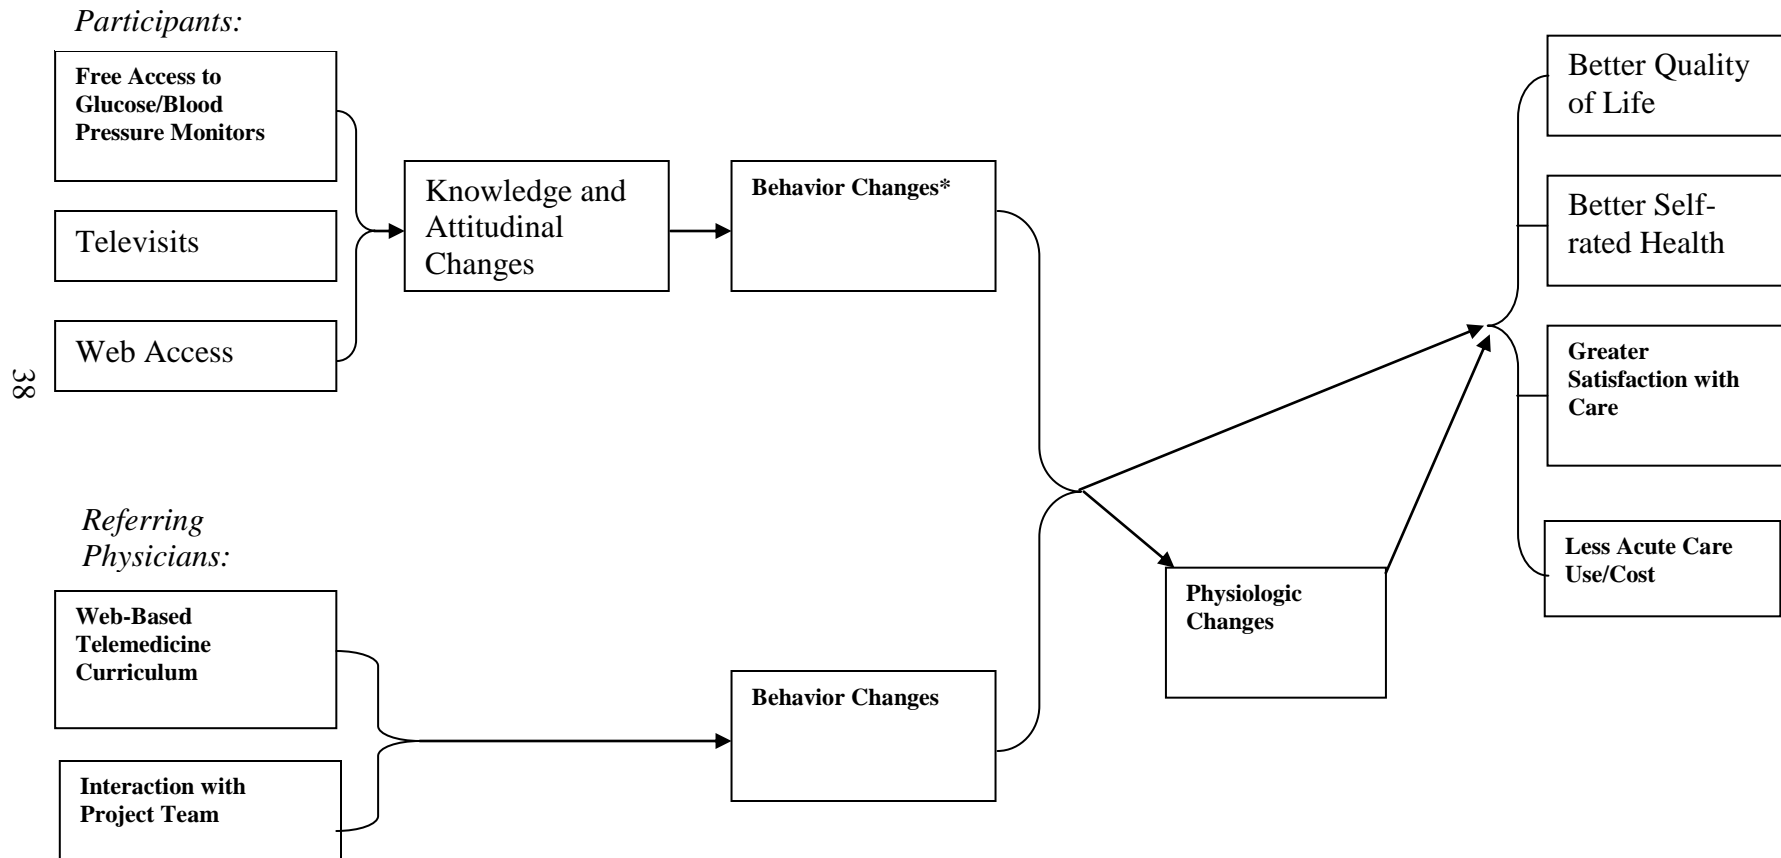 Participants:
Free Access to
Glucose/Blood
Pressure Monitors
Televisits
Web Access
Knowledge and
Attitudinal
Changes
Behavior Changes*
Referring
Physicians:
Web-Based
Telemedicine
Curriculum
Interaction with
Project Team
Behavior Changes
Physiologic
Changes
Better Quality
of Life
Better Self-
rated Health
Greater
Satisfaction with
Care
Less Acute Care
Use/Cost
38